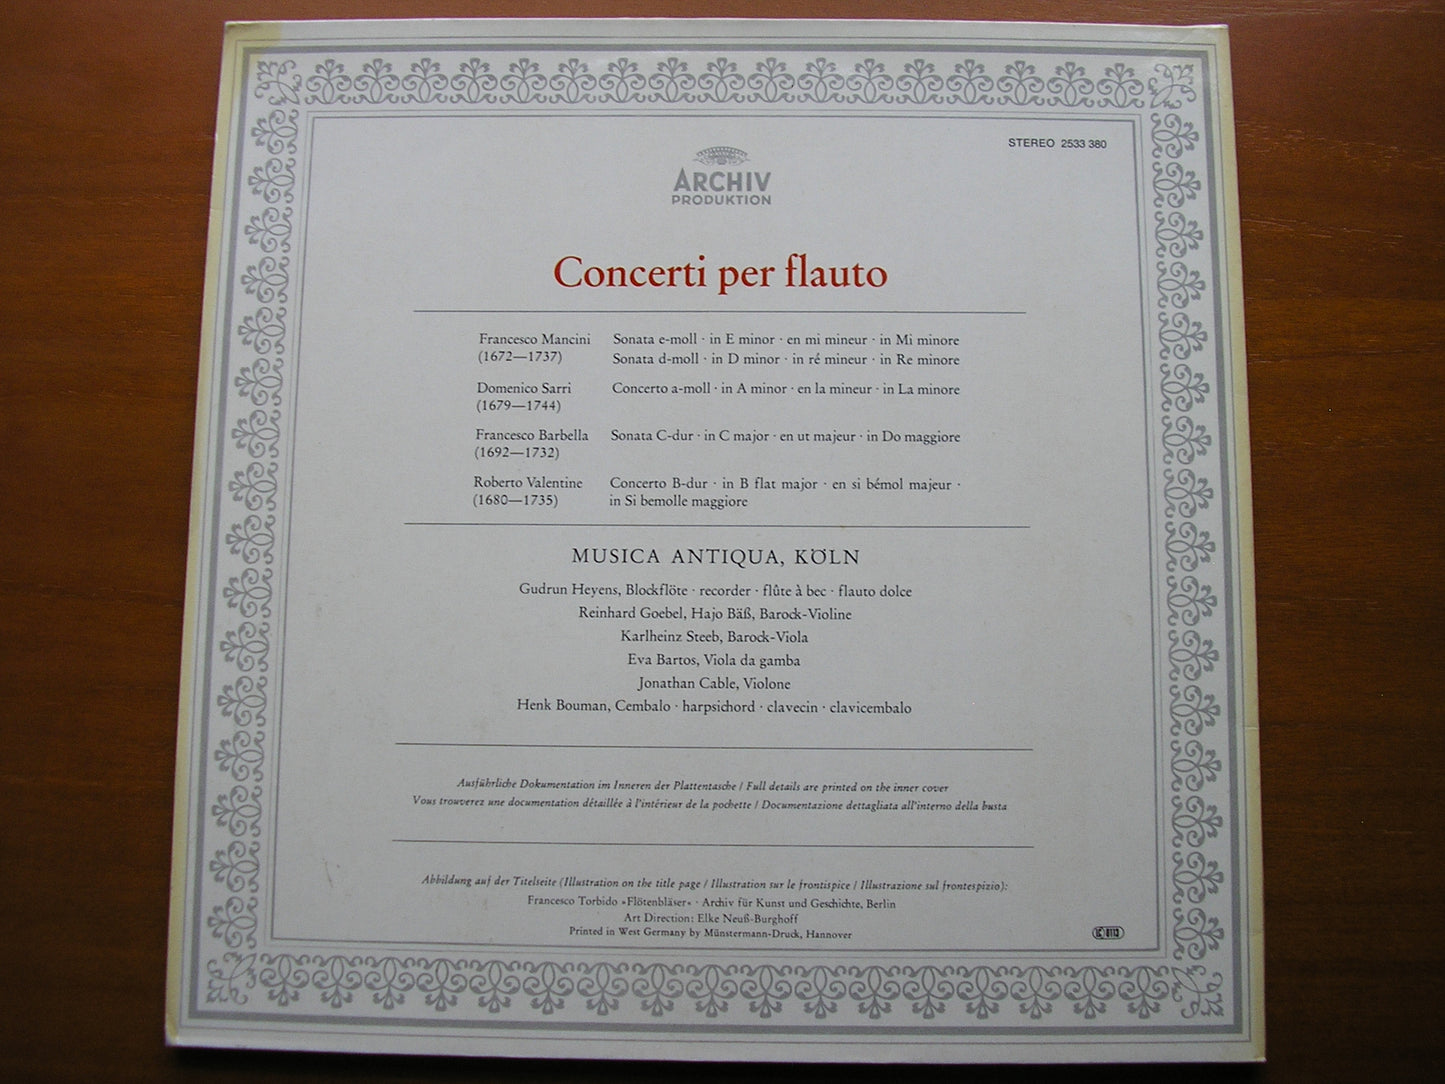 STEREO 2533 380
ARCHIV
PRODUKTION
Concerti per flauto
Francesco Mancini Sonata e-moll · in E minor · en mi mineur · in Mi minore
(1672—1737) Sonata d-moll · in D minor · in ré mineur · in Re minore
Domenico Sarri Concerto a-moll · in A minor · en la mineur · in La minore
(1679—1744)
Francesco Barbella Sonata C-dur · in C major · en ut majeur · in Do maggiore
(1692—1732)
Roberto Valentine Concerto B-dur · in B flat major · en si bémol majeur ·
(1680—1735) in Si bemolle maggiore
MUSICA ANTIQUA, KÖLN
Gudrun Heyens, Blockflöte · recorder · flûte à bec · flauto dolce
Reinhard Goebel, Hajo Bäß, Barock-Violine
Karlheinz Steeb, Barock-Viola
Eva Bartos, Viola da gamba
Jonathan Cable, Violone
Henk Bouman, Cembalo · harpsichord · clavecin · clavicembalo
Ausführliche Dokumentation im Inneren der Plattentasche / Full details are printed on the inner cover
Vous trouverez une documentation détaillée à l'intérieur de la pochette / Documentazione dettagliata all'interno della busta
Abbildung auf der Titelseite (Illustration on the title page / Illustration sur le frontispice / Illustrazione sul frontespizio):
Francesco Torbido »Flötenbläser« · Archiv für Kunst und Geschichte, Berlin
Art Direction: Elke Neuß-Burghoff
Printed in West Germany by Münstermann-Druck, Hannover